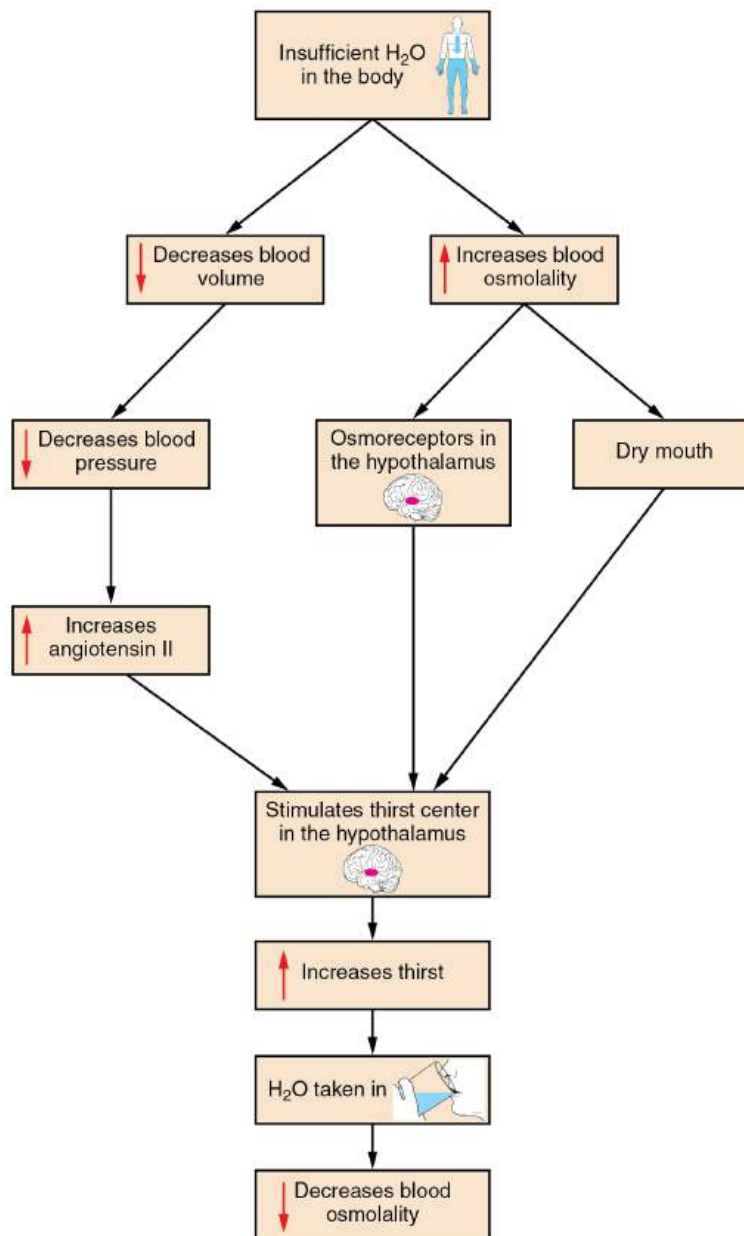 Insufficient H₂O
in the body
Decreases blood
volume
Increases blood
osmolality
Decreases blood
pressure
Osmoreceptors in
the hypothalamus
Dry mouth
Increases
angiotensin II
Stimulates thirst center
in the hypothalamus
Increases thirst
H₂O taken in
Decreases blood
osmolality